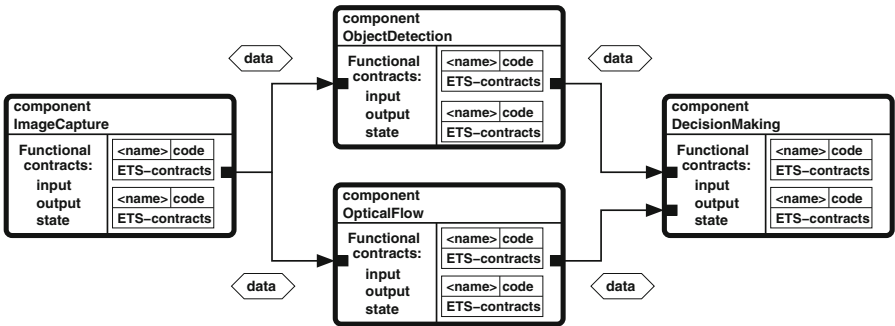 component
ImageCapture
Functional
contracts:
input
output
state
<name> code
ETS-contracts
<name> code
ETS-contracts
data
data
component
ObjectDetection
Functional
contracts:
input
output
state
<name> code
ETS-contracts
<name> code
ETS-contracts
component
OpticalFlow
Functional
contracts:
input
output
state
<name> code
ETS-contracts
<name> code
ETS-contracts
data
data
component
DecisionMaking
Functional
contracts:
input
output
state
<name> code
ETS-contracts
<name> code
ETS-contracts